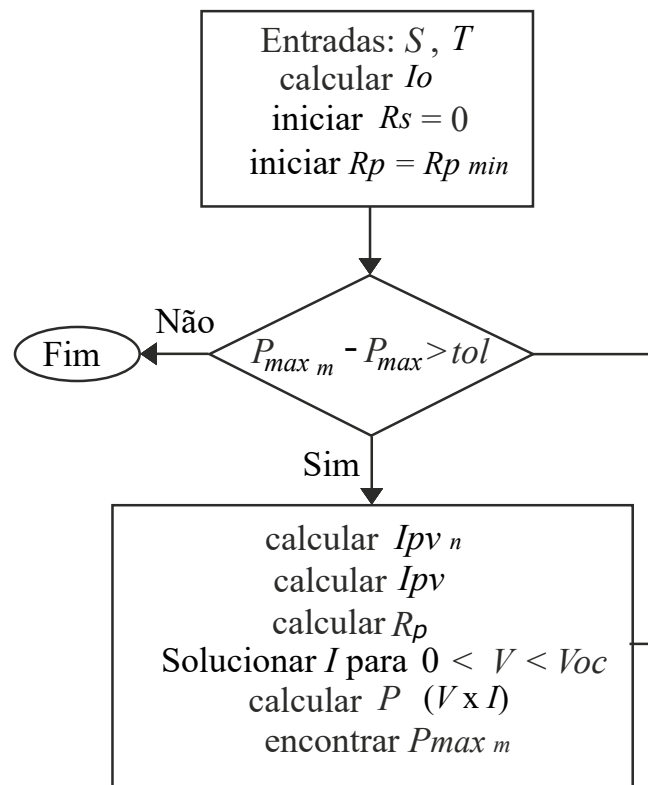 Entradas: S , T
calcular Io
iniciar Rs = 0
iniciar Rp = Rp min
Não
Fim
Pmax m - Pmax > tol
Sim
calcular Ipv n
calcular Ipv
calcular Rp
Solucionar I para 0 < V < Voc
calcular P (V x I)
encontrar Pmax m